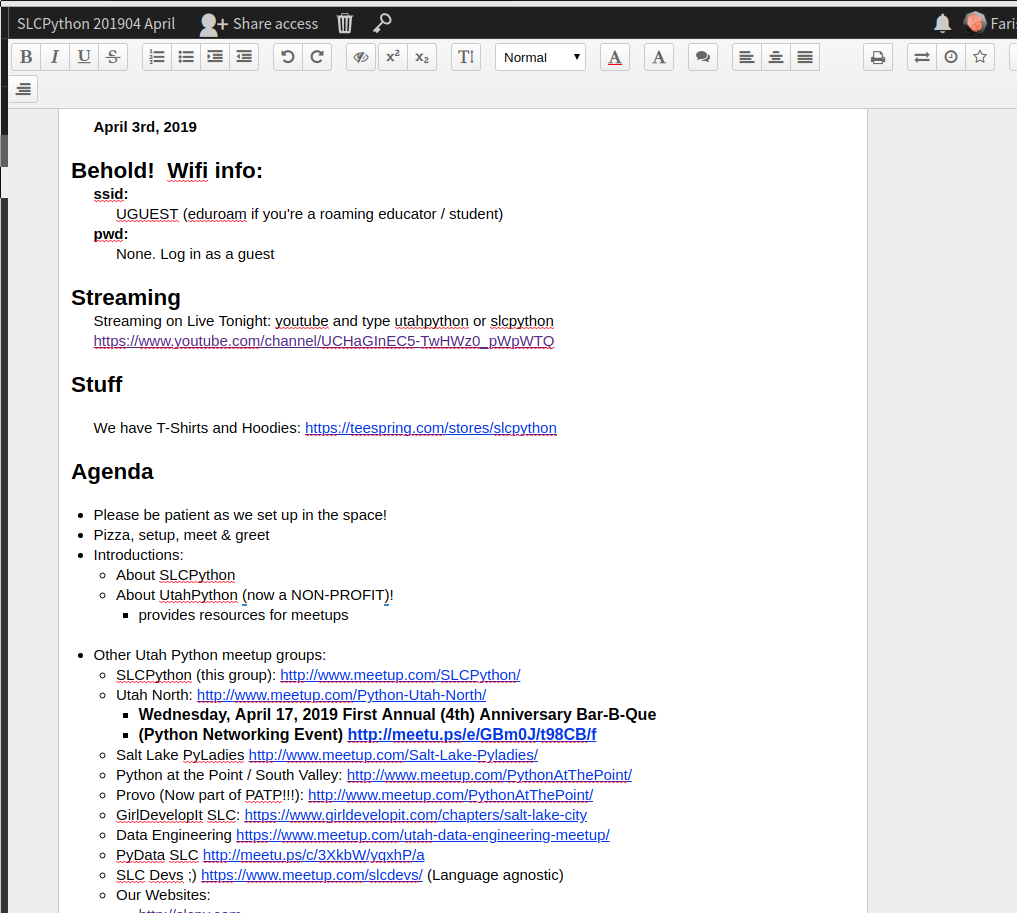 SLCPython 201904 April Share access Faris
B I U S x² x₂ T! Normal A A
April 3rd, 2019
Behold! Wifi info:
ssid:
UGUEST (eduroam if you're a roaming educator / student)
pwd:
None. Log in as a guest
Streaming
Streaming on Live Tonight: youtube and type utahpython or slcpython
https://www.youtube.com/channel/UCHaGInEC5-TwHWz0_pWpWTQ
Stuff
We have T-Shirts and Hoodies: https://teespring.com/stores/slcpython
Agenda
Please be patient as we set up in the space!
Pizza, setup, meet & greet
Introductions:
About SLCPython
About UtahPython (now a NON-PROFIT)!
provides resources for meetups
Other Utah Python meetup groups:
SLCPython (this group): http://www.meetup.com/SLCPython/
Utah North: http://www.meetup.com/Python-Utah-North/
Wednesday, April 17, 2019 First Annual (4th) Anniversary Bar-B-Que
(Python Networking Event) http://meetu.ps/e/GBm0J/t98CB/f
Salt Lake PyLadies http://www.meetup.com/Salt-Lake-Pyladies/
Python at the Point / South Valley: http://www.meetup.com/PythonAtThePoint/
Provo (Now part of PATP!!!): http://www.meetup.com/PythonAtThePoint/
GirlDevelopIt SLC: https://www.girldevelopit.com/chapters/salt-lake-city
Data Engineering https://www.meetup.com/utah-data-engineering-meetup/
PyData SLC http://meetu.ps/c/3XkbW/yqxhP/a
SLC Devs ;) https://www.meetup.com/slcdevs/ (Language agnostic)
Our Websites:
http://slcpy.com